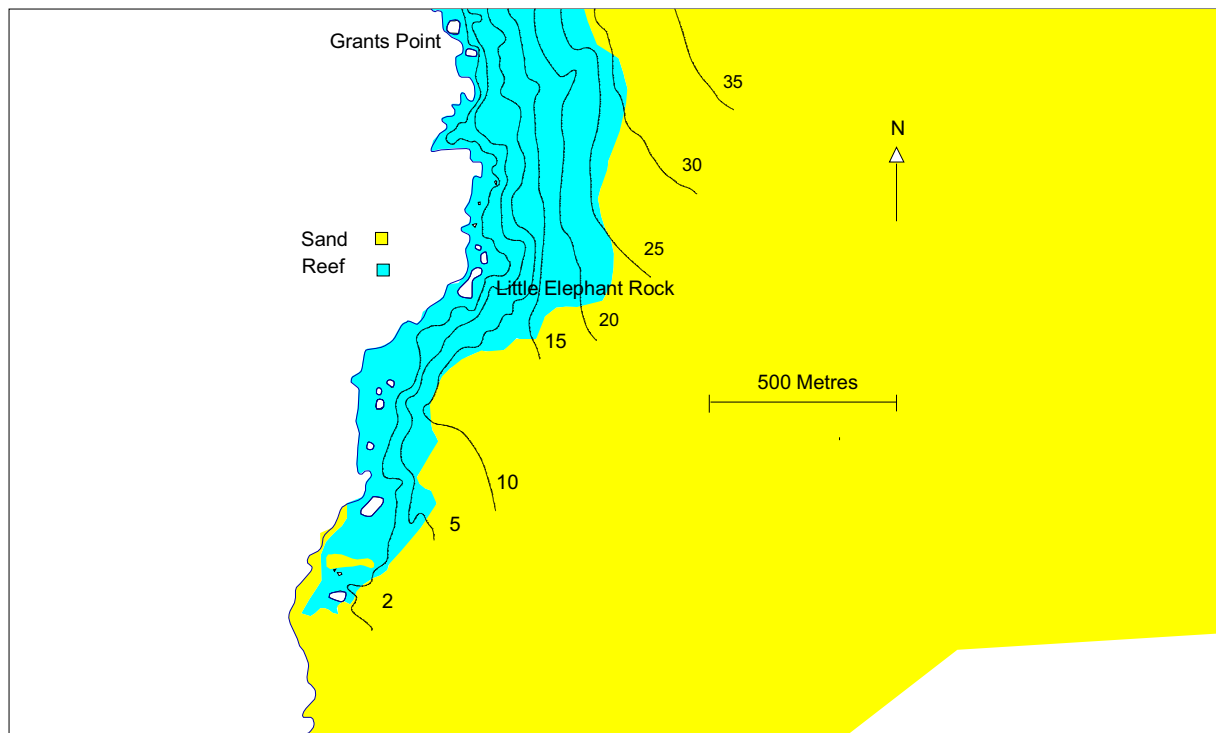 Grants Point
35
N
30
Sand
Reef
25
Little Elephant Rock
20
15
500 Metres
10
5
2